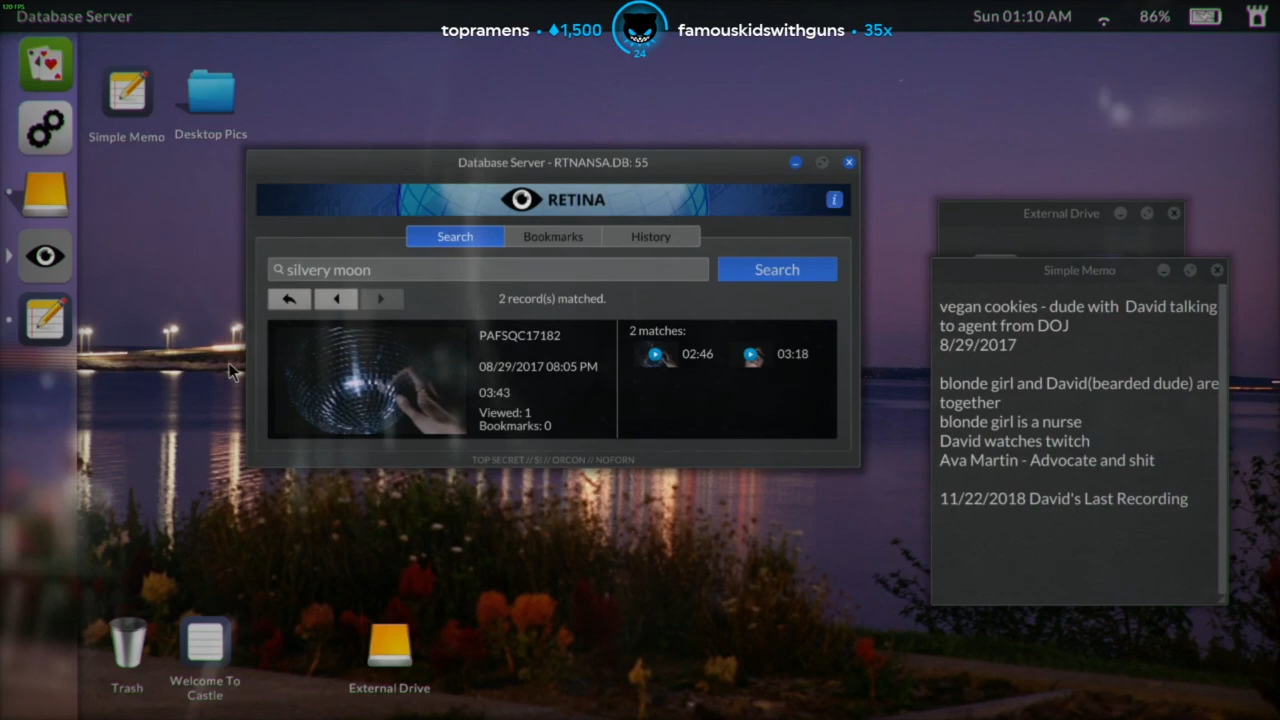 120 FPS
Database Server
Sun 01:10 AM
86%
topramens • 1,500
24
famouskidswithguns • 35x
Simple Memo
Desktop Pics
Database Server - RTNANSA.DB: 55
RETINA
i
Search
Bookmarks
History
silvery moon
Search
2 record(s) matched.
PAFSQC17182
08/29/2017 08:05 PM
03:43
Viewed: 1
Bookmarks: 0
2 matches:
02:46
03:18
TOP SECRET // SI // ORCON // NOFORN
External Drive
Simple Memo
vegan cookies - dude with David talking
to agent from DOJ
8/29/2017
blonde girl and David(bearded dude) are
together
blonde girl is a nurse
David watches twitch
Ava Martin - Advocate and shit
11/22/2018 David's Last Recording
Trash
Welcome To
Castle
External Drive